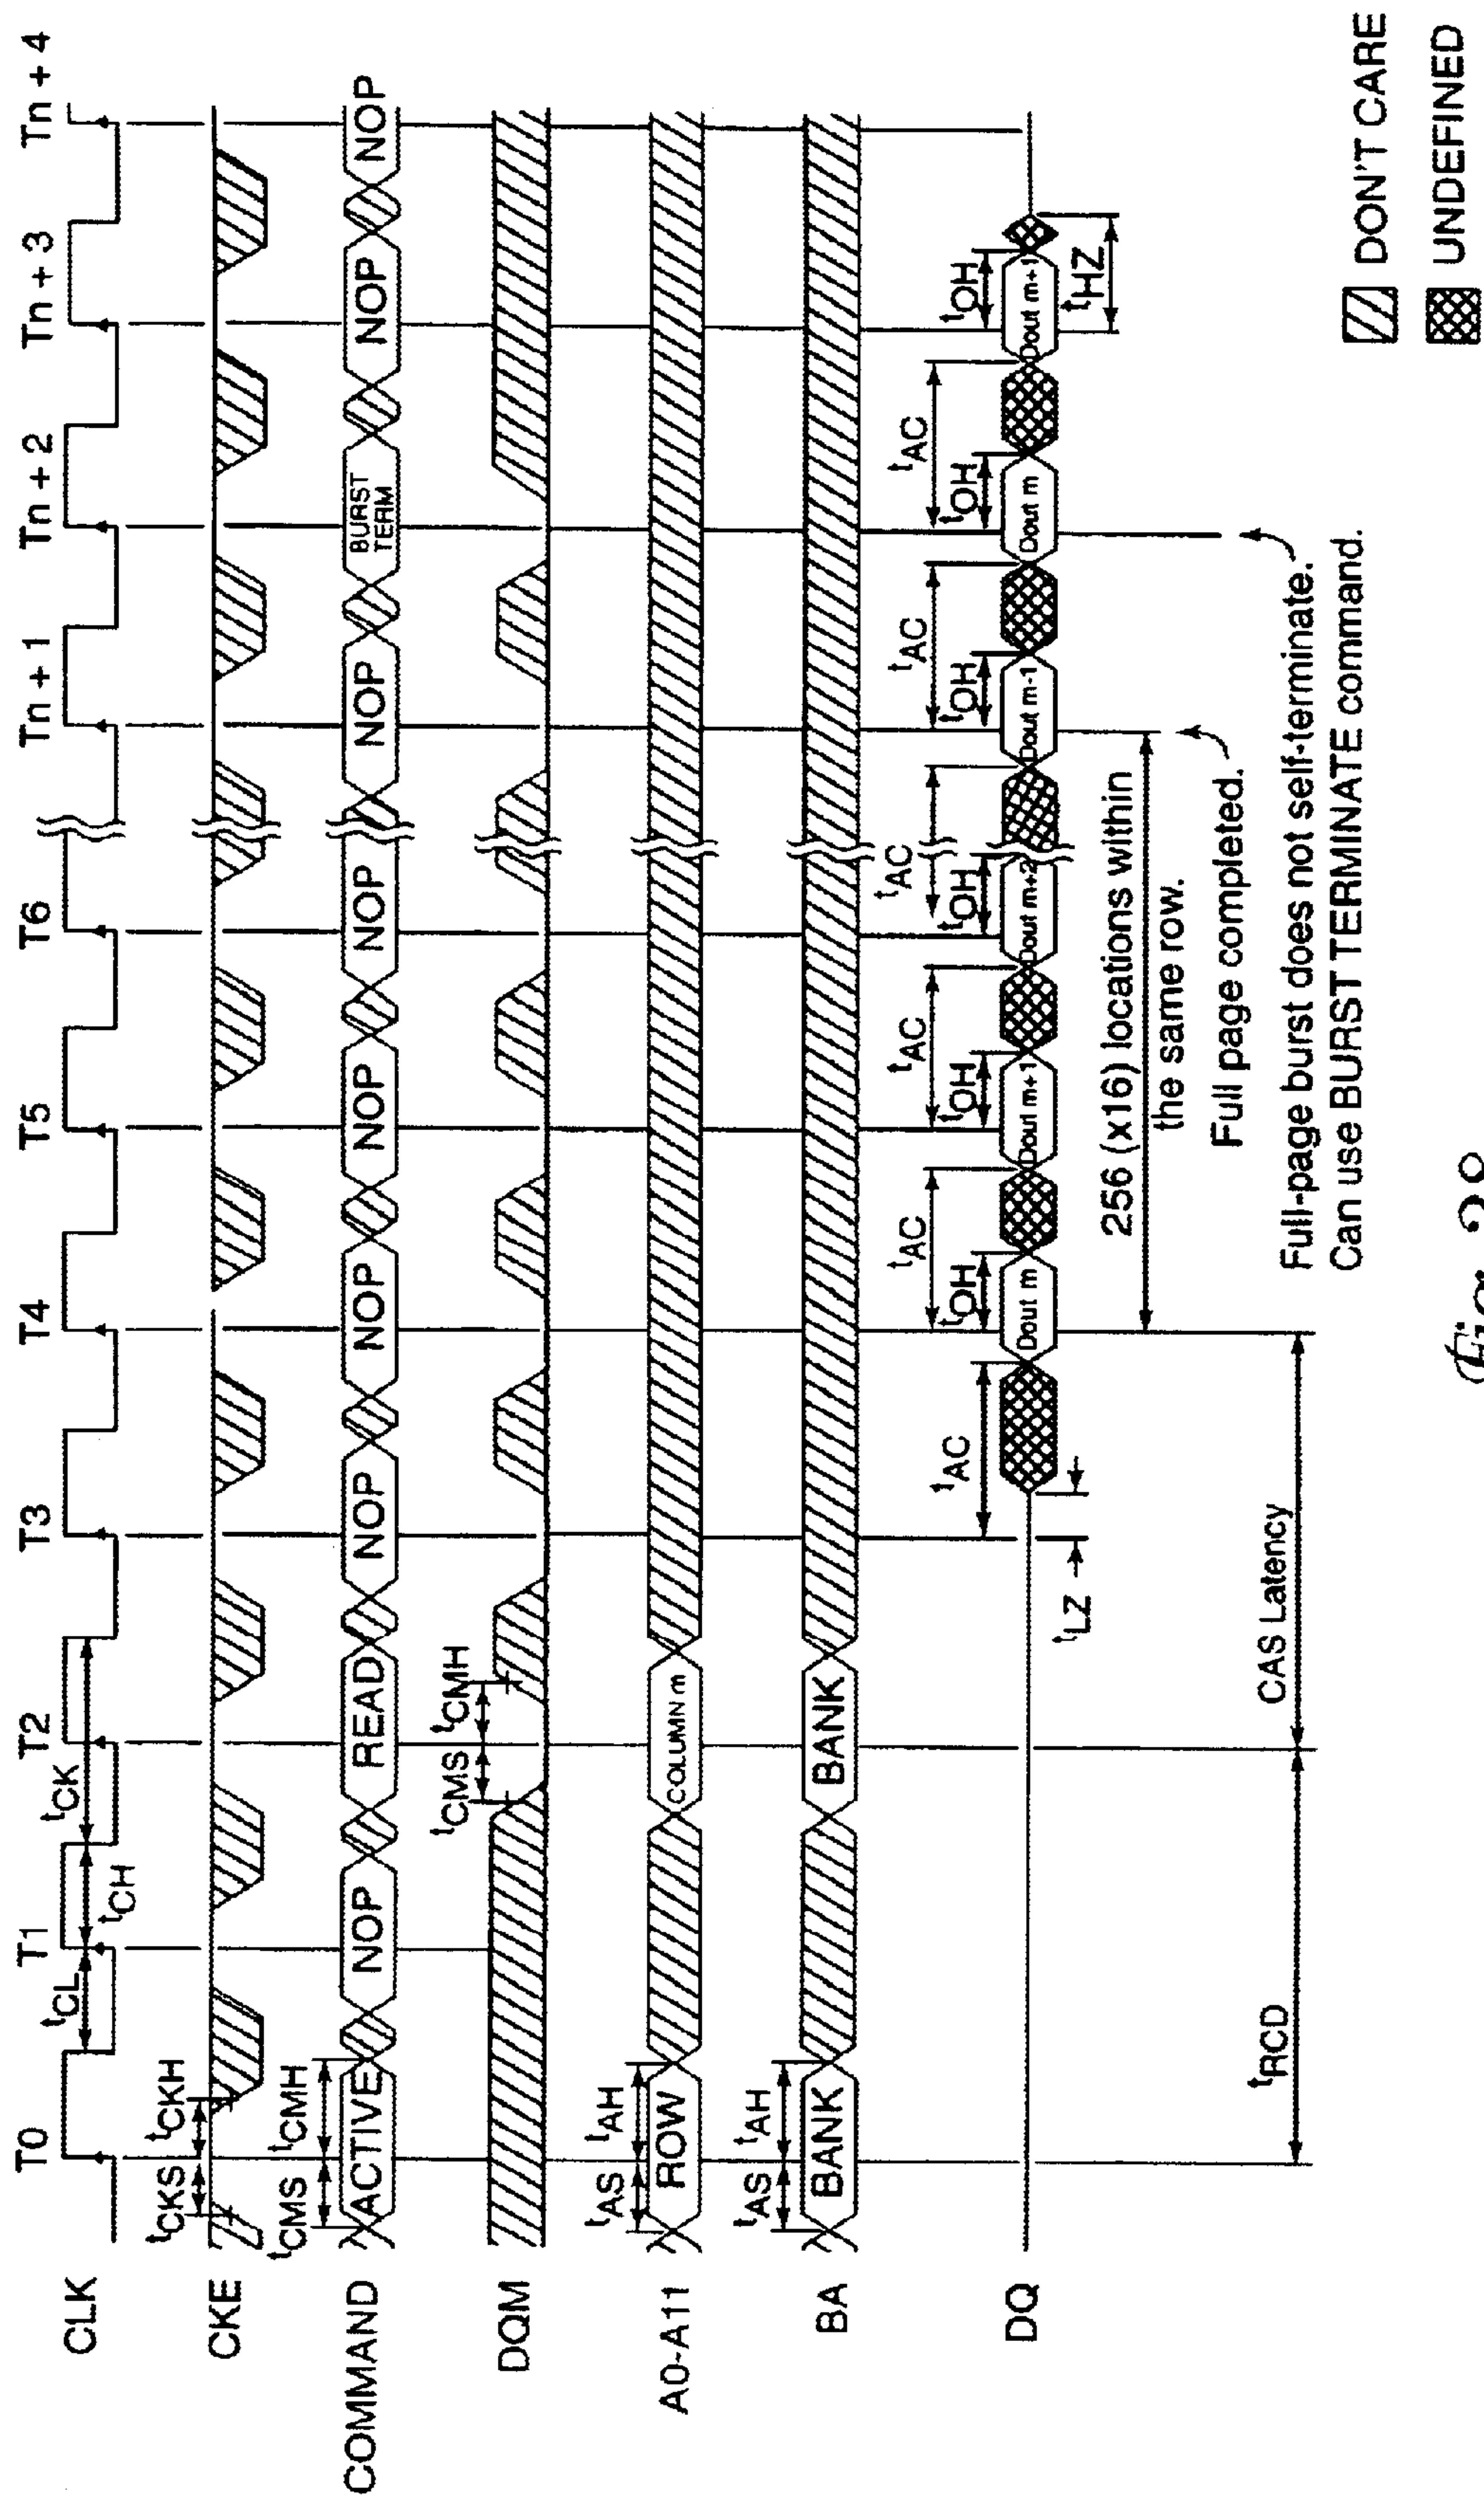 T0 T1 T2 T3 T4 T5 T6 Tn + 1 Tn + 2 Tn + 3 Tn + 4
CLK
tCL tCH tCK
tCKS tCKH
CKE
tCMS tCMH
COMMAND ACTIVE NOP READ NOP NOP NOP NOP NOP BURST TERM NOP NOP
tCMS tCMH
DQM
tAS tAH
A0-A11 ROW COLUMN m
tAS tAH
BA BANK BANK
tAC tAC tAC tAC tAC tAC
tOH tOH tOH tOH tOH tOH
DQ Dout m Dout m+1 Dout m+2 Dout m-1 Dout m Dout m+1
tLZ
tHZ
256 (x16) locations within
the same row.
Full page completed.
tRCD CAS Latency
Full-page burst does not self-terminate.
Can use BURST TERMINATE command.
DON'T CARE
UNDEFINED